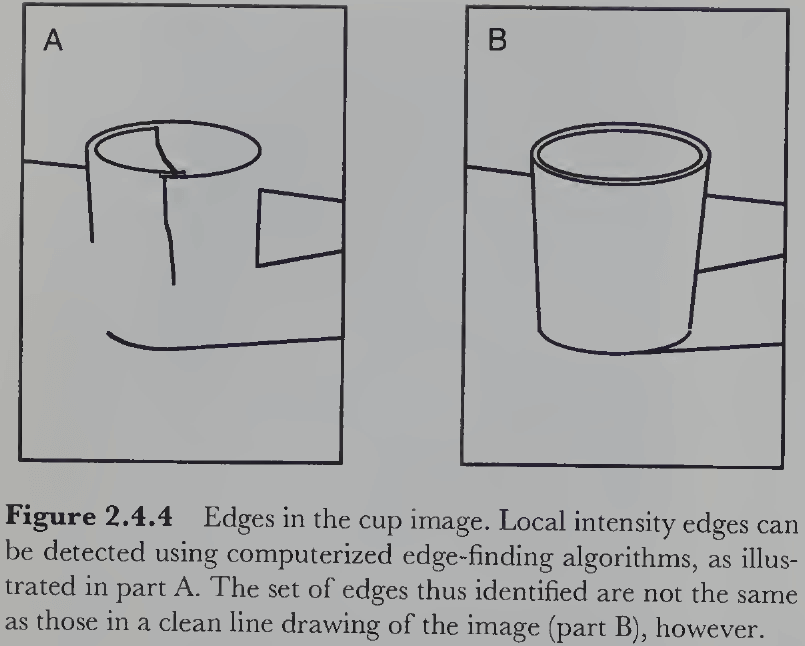 A
B
Figure 2.4.4 Edges in the cup image. Local intensity edges can
be detected using computerized edge-finding algorithms, as illus-
trated in part A. The set of edges thus identified are not the same
as those in a clean line drawing of the image (part B), however.